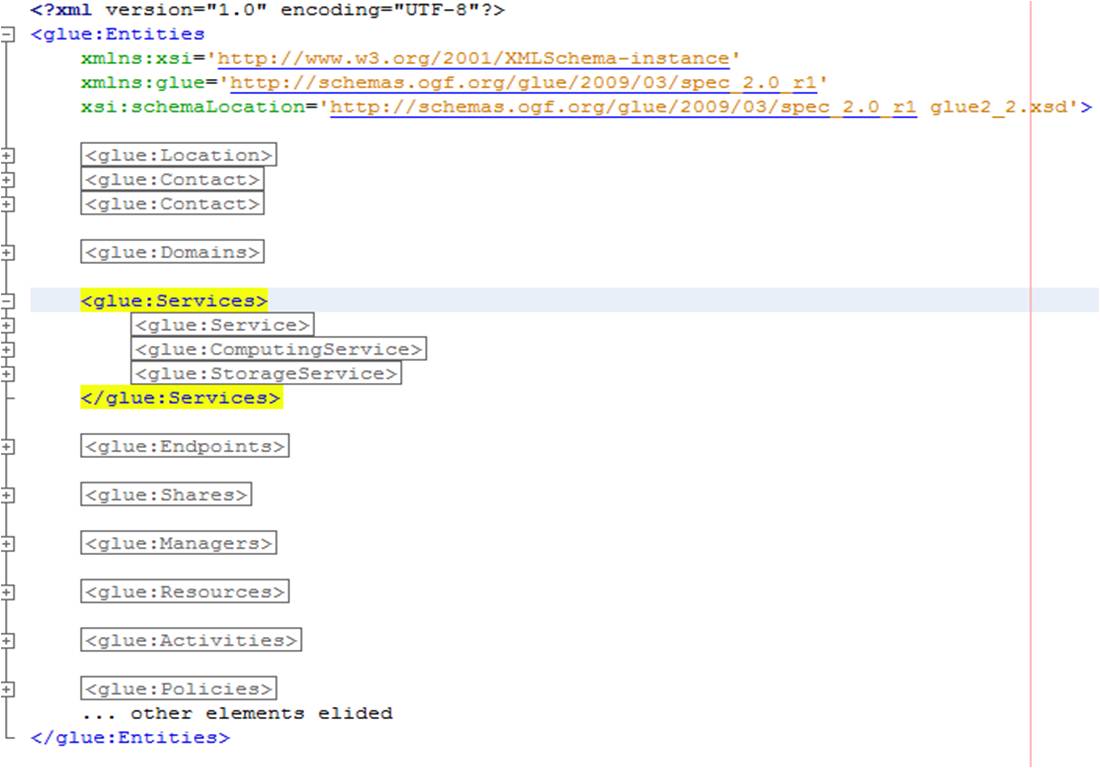 <?xml version="1.0" encoding="UTF-8"?>
<glue:Entities
xmlns:xsi='http://www.w3.org/2001/XMLSchema-instance'
xmlns:glue='http://schemas.ogf.org/glue/2009/03/spec_2.0_r1'
xsi:schemaLocation='http://schemas.ogf.org/glue/2009/03/spec_2.0_r1 glue2_2.xsd'>
<glue:Location>
<glue:Contact>
<glue:Contact>
<glue:Domains>
<glue:Services>
<glue:Service>
<glue:ComputingService>
<glue:StorageService>
</glue:Services>
<glue:Endpoints>
<glue:Shares>
<glue:Managers>
<glue:Resources>
<glue:Activities>
<glue:Policies>
... other elements elided
</glue:Entities>